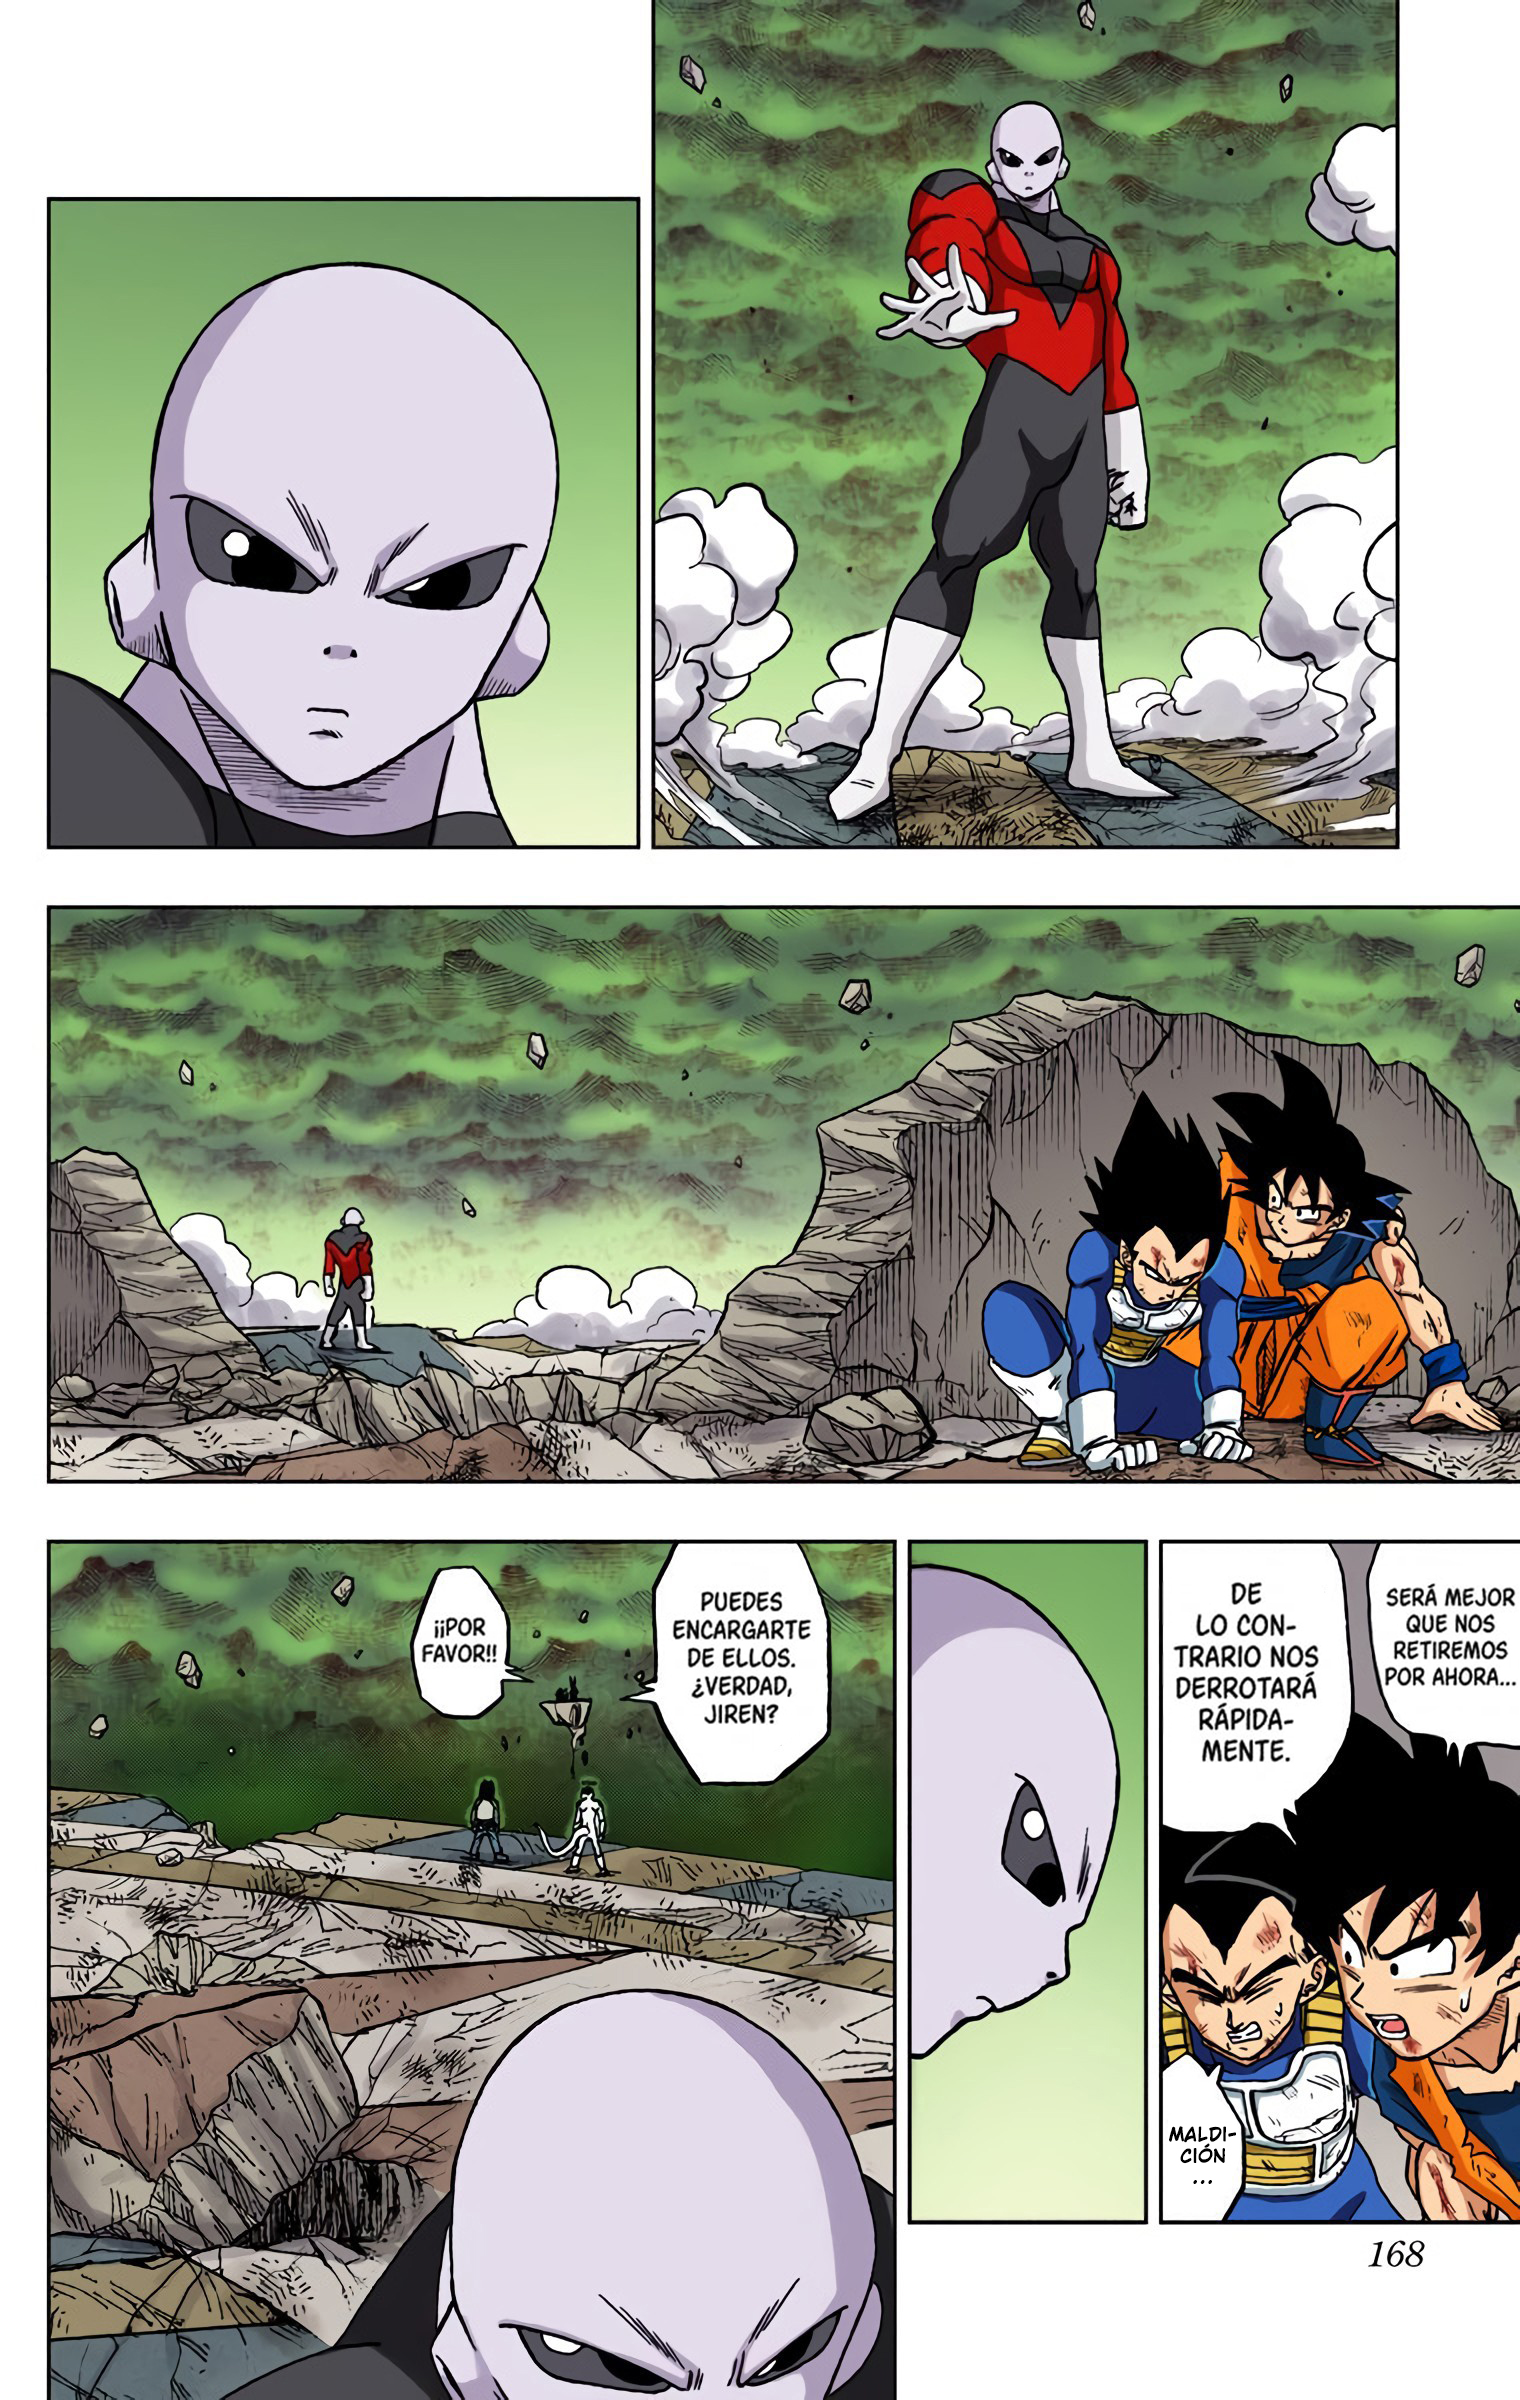 SERÁ MEJOR
QUE NOS
RETIREMOS
POR AHORA...
DE
LO CON-
TRARIO NOS
DERROTARÁ
RÁPIDA-
MENTE.
MALDI-
CIÓN
...
PUEDES
ENCARGARTE
DE ELLOS.
¿VERDAD,
JIREN?
¡¡POR
FAVOR!!
168